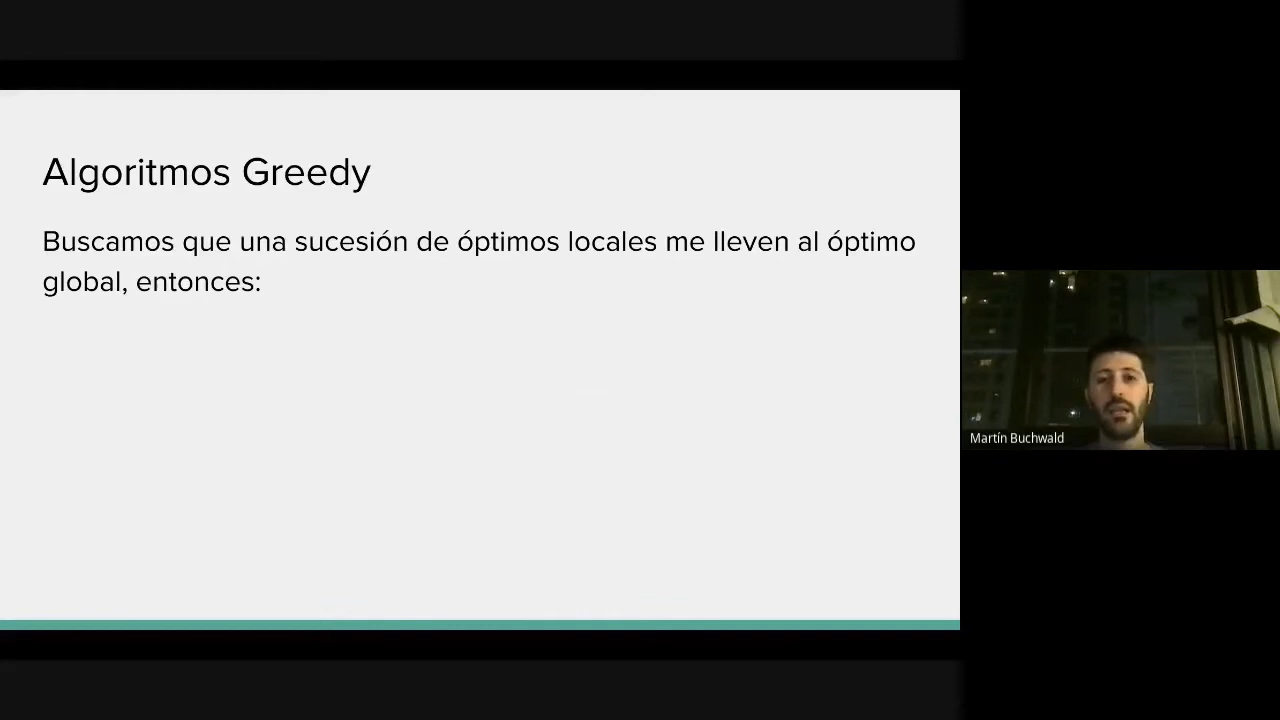 Algoritmos Greedy
Buscamos que una sucesión de óptimos locales me lleven al óptimo
global, entonces:
Martín Buchwald